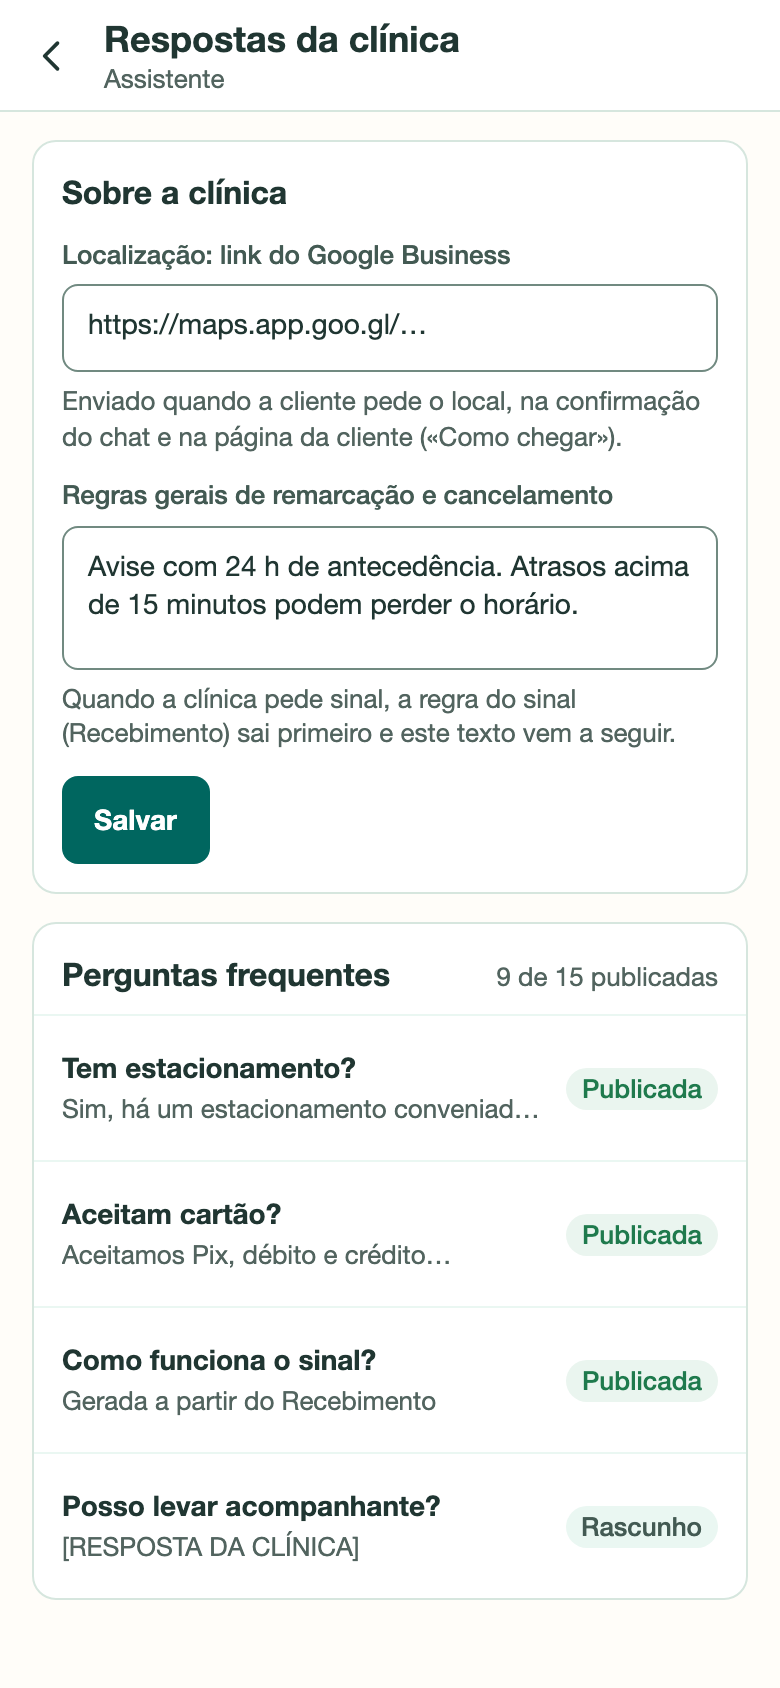 Respostas da clínica
Assistente
Sobre a clínica
Localização: link do Google Business
https://maps.app.goo.gl/…
Enviado quando a cliente pede o local, na confirmação
do chat e na página da cliente («Como chegar»).
Regras gerais de remarcação e cancelamento
Avise com 24 h de antecedência. Atrasos acima
de 15 minutos podem perder o horário.
Quando a clínica pede sinal, a regra do sinal
(Recebimento) sai primeiro e este texto vem a seguir.
Salvar
Perguntas frequentes
9 de 15 publicadas
Tem estacionamento?
Sim, há um estacionamento conveniad…
Publicada
Aceitam cartão?
Aceitamos Pix, débito e crédito…
Publicada
Como funciona o sinal?
Gerada a partir do Recebimento
Publicada
Posso levar acompanhante?
[RESPOSTA DA CLÍNICA]
Rascunho